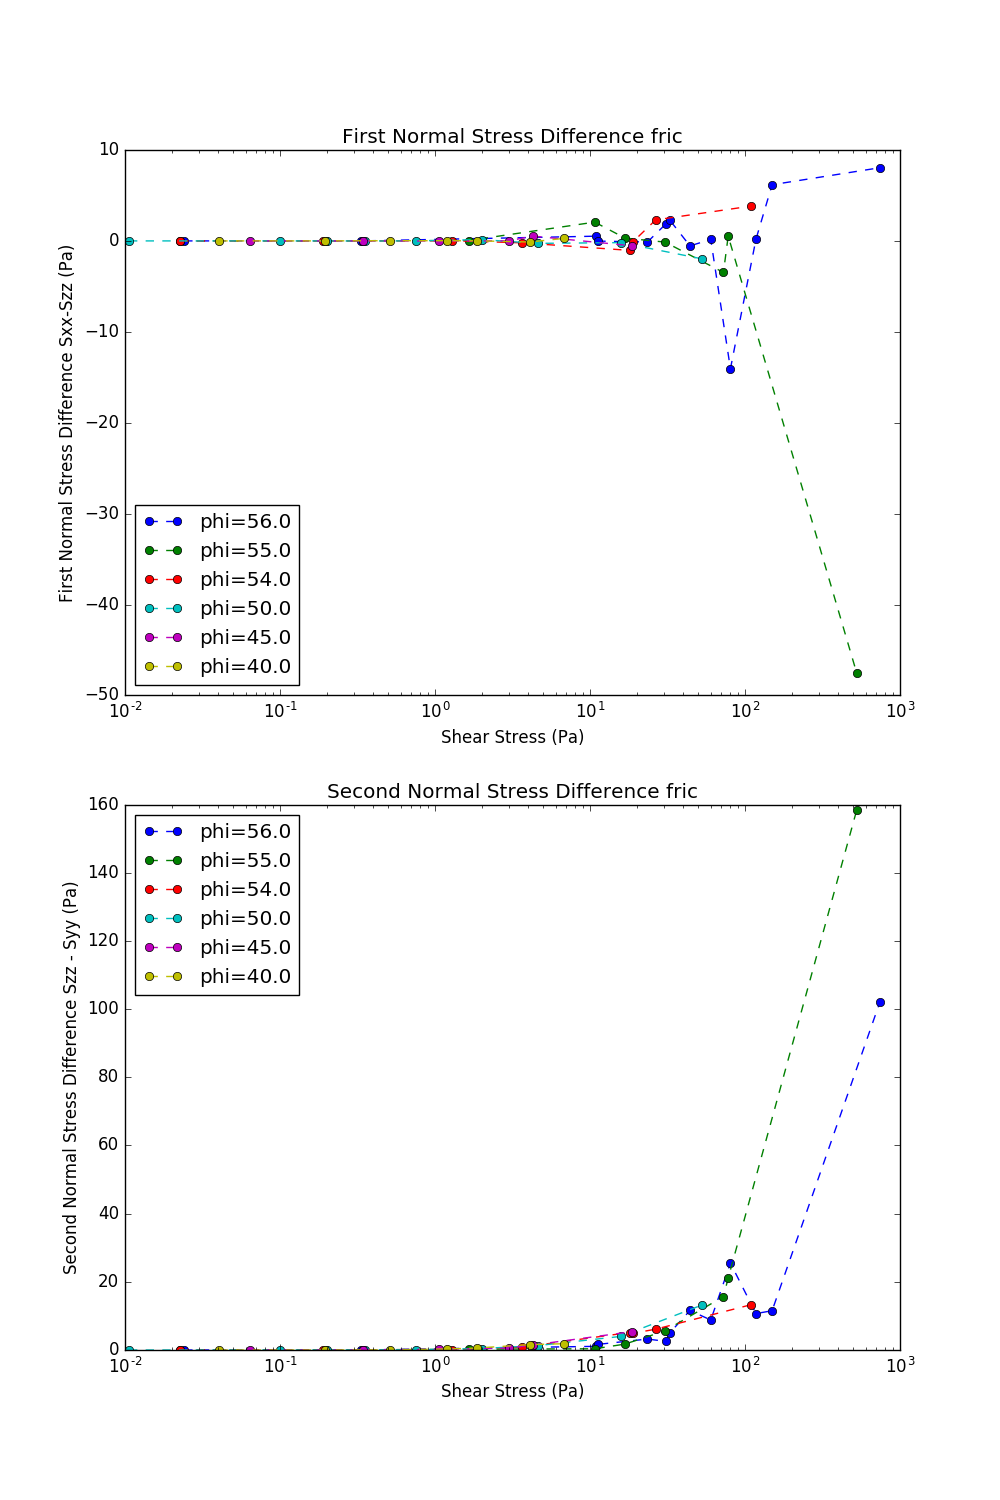 First Normal Stress Difference fric
First Normal Stress Difference Sxx-Szz (Pa)
10
0
−10
−20
−30
−40
−50
phi=56.0
phi=55.0
phi=54.0
phi=50.0
phi=45.0
phi=40.0
10⁻² 10⁻¹ 10⁰ 10¹ 10² 10³
Shear Stress (Pa)
Second Normal Stress Difference fric
Second Normal Stress Difference Szz - Syy (Pa)
160
140
120
100
80
60
40
20
0
phi=56.0
phi=55.0
phi=54.0
phi=50.0
phi=45.0
phi=40.0
10⁻² 10⁻¹ 10⁰ 10¹ 10² 10³
Shear Stress (Pa)